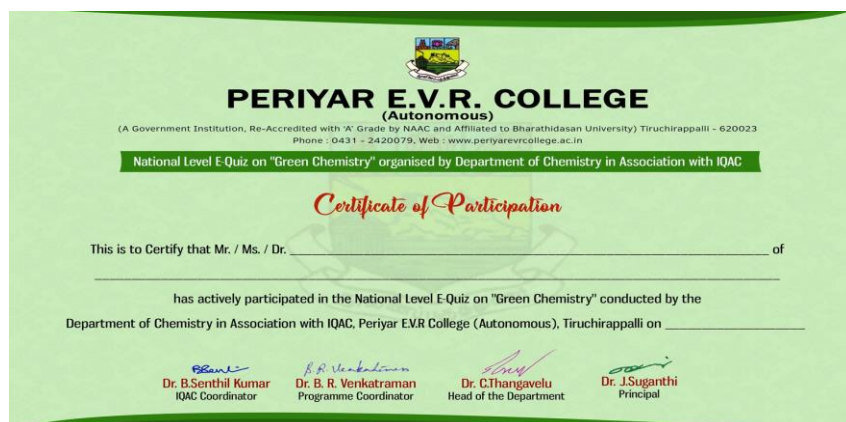 PERIYAR E.V.R. COLLEGE
(Autonomous)
(A Government Institution, Re-Accredited with 'A' Grade by NAAC and Affiliated to Bharathidasan University) Tiruchirappalli - 620023
Phone : 0431 - 2420079, Web : www.periyarevrcollege.ac.in
National Level E-Quiz on "Green Chemistry" organised by Department of Chemistry in Association with IQAC
Certificate of Participation
This is to Certify that Mr. / Ms. / Dr. ____ of
has actively participated in the National Level E-Quiz on "Green Chemistry" conducted by the
Department of Chemistry in Association with IQAC, Periyar E.V.R College (Autonomous), Tiruchirappalli on ____
B.R. Venkatraman
Dr. B.Senthil Kumar Dr. B. R. Venkatraman Dr. C.Thangavelu Dr. J.Suganthi
IQAC Coordinator Programme Coordinator Head of the Department Principal